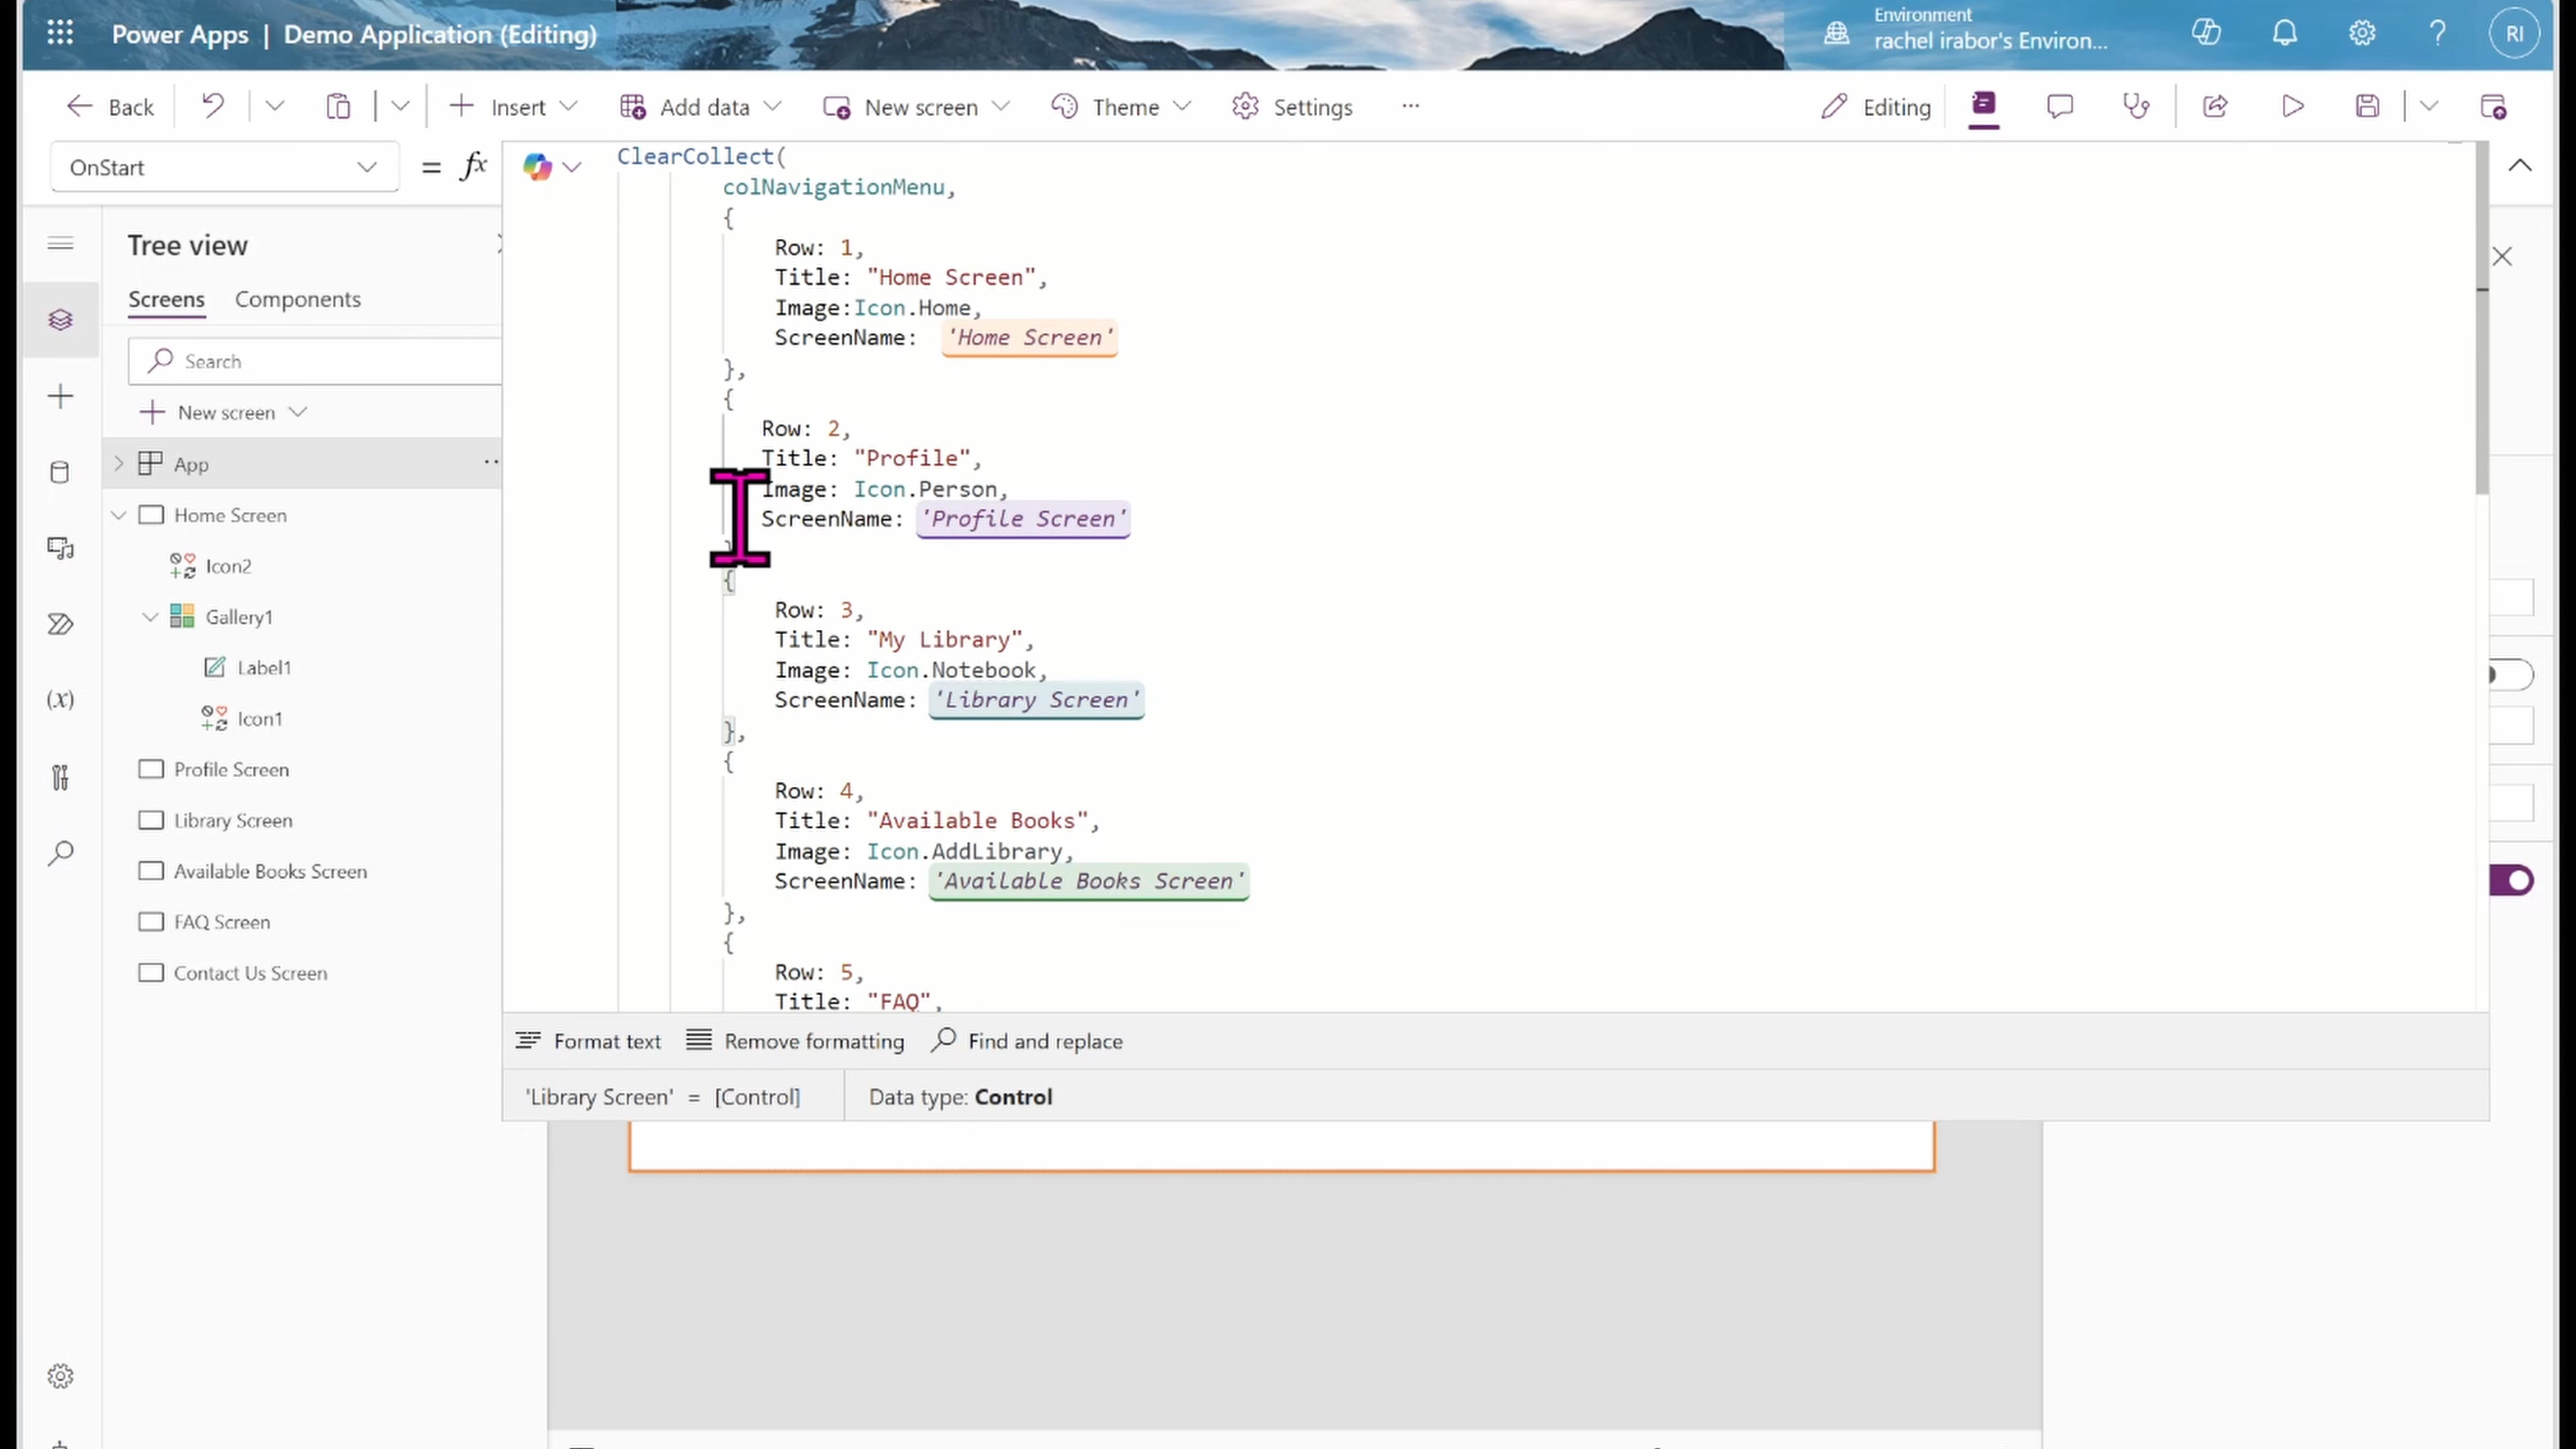 Power Apps | Demo Application (Editing)
Environment
rachel irabor's Environ...
RI
Back
Insert
Add data
New screen
Theme
Settings
...
Editing
OnStart
= fx
ClearCollect(
colNavigationMenu,
{
Row: 1,
Title: "Home Screen",
Image:Icon.Home,
ScreenName: 'Home Screen'
},
{
Row: 2,
Title: "Profile",
Image: Icon.Person,
ScreenName: 'Profile Screen'
{
Row: 3,
Title: "My Library",
Image: Icon.Notebook,
ScreenName: 'Library Screen'
},
{
Row: 4,
Title: "Available Books",
Image: Icon.AddLibrary,
ScreenName: 'Available Books Screen'
},
{
Row: 5,
Title: "FAQ",
Format text
Remove formatting
Find and replace
'Library Screen' = [Control]
Data type: Control
Tree view
Screens
Components
Search
New screen
App
Home Screen
Icon2
Gallery1
Label1
Icon1
Profile Screen
Library Screen
Available Books Screen
FAQ Screen
Contact Us Screen
(x)